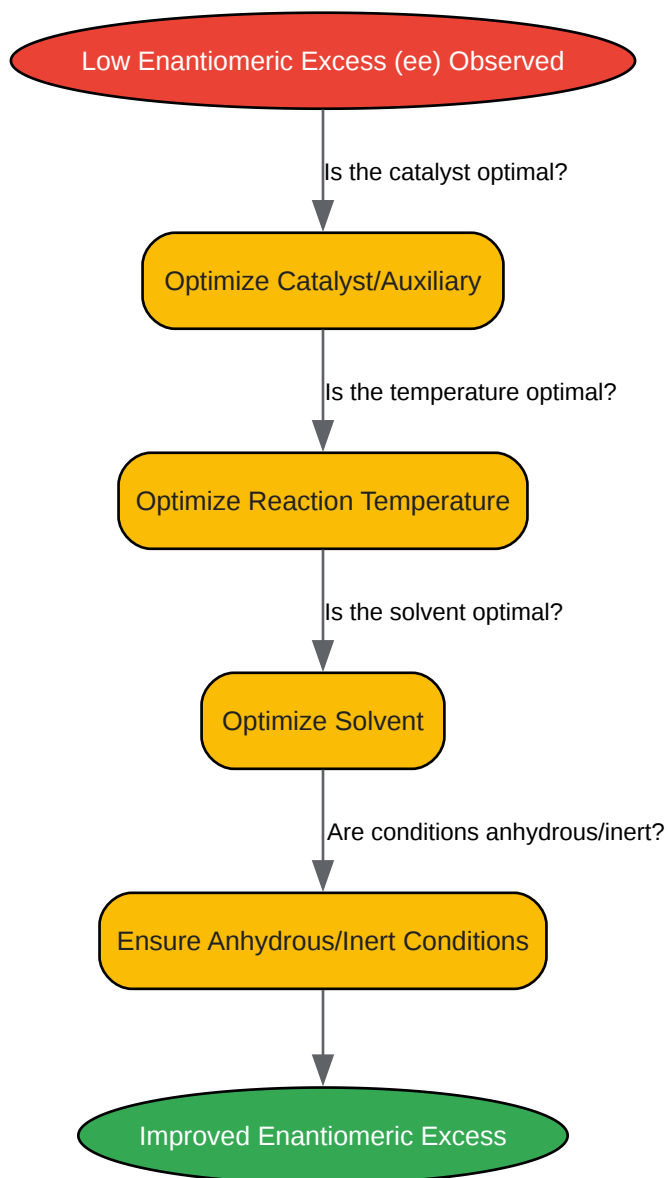 Low Enantiomeric Excess (ee) Observed
Is the catalyst optimal?
Optimize Catalyst/Auxiliary
Is the temperature optimal?
Optimize Reaction Temperature
Is the solvent optimal?
Optimize Solvent
Are conditions anhydrous/inert?
Ensure Anhydrous/Inert Conditions
Improved Enantiomeric Excess